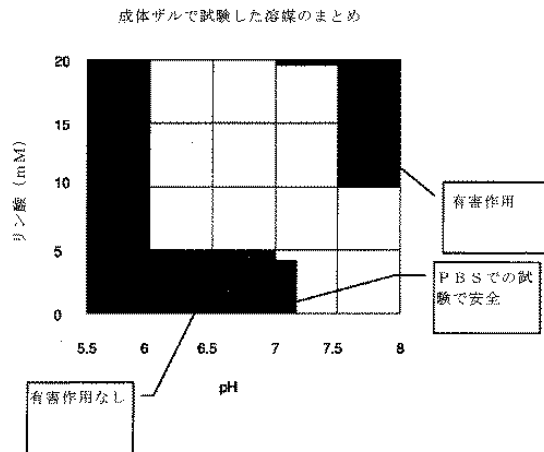 成体ザルで試験した溶媒のまとめ
20
15
10
5
0
リン酸（mM）
5.5 6 6.5 7 7.5 8
pH
有害作用
ＰＢＳでの試
験で安全
有害作用なし